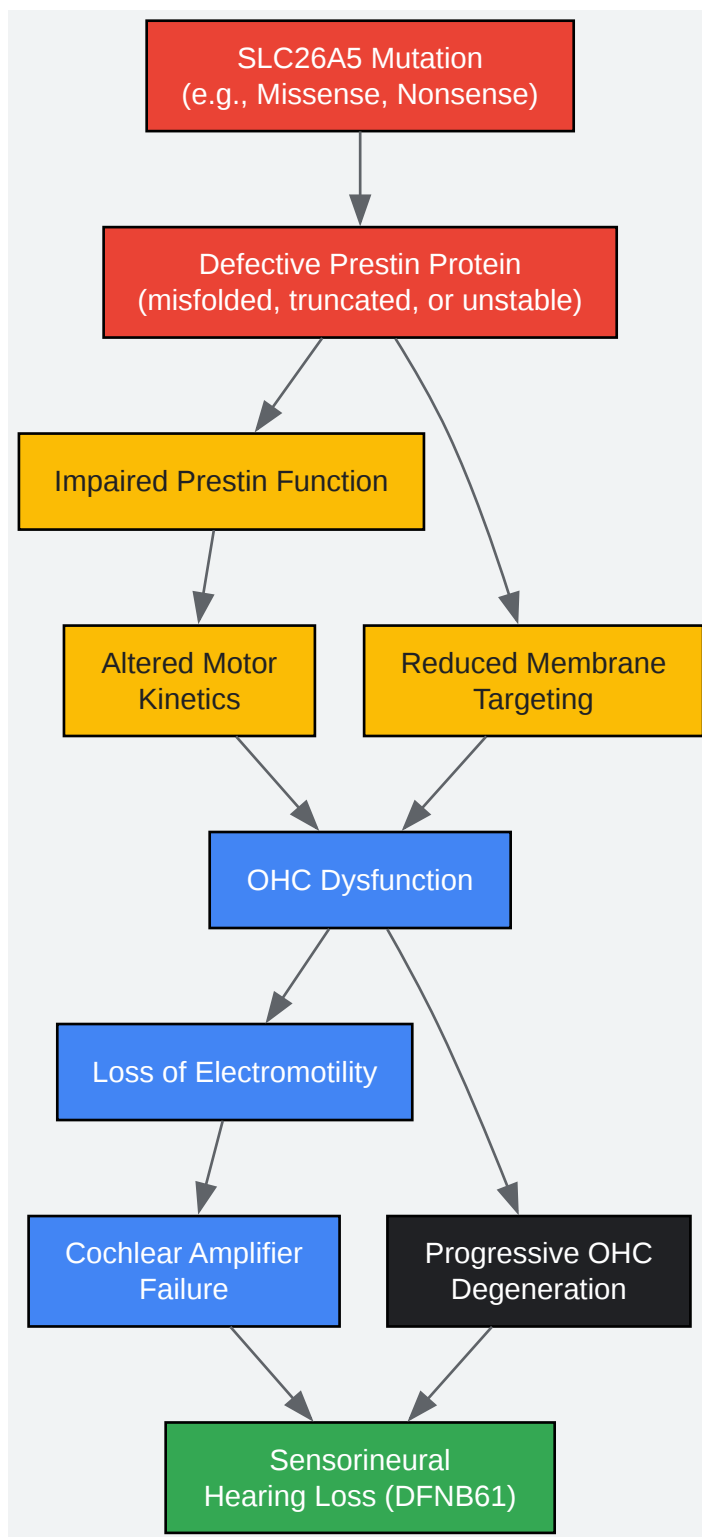 SLC26A5 Mutation
(e.g., Missense, Nonsense)
Defective Prestin Protein
(misfolded, truncated, or unstable)
Impaired Prestin Function
Altered Motor
Kinetics
Reduced Membrane
Targeting
OHC Dysfunction
Loss of Electromotility
Cochlear Amplifier
Failure
Progressive OHC
Degeneration
Sensorineural
Hearing Loss (DFNB61)